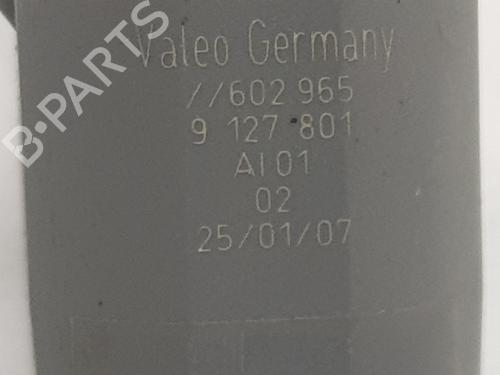 B-PARTS
Valeo Germany
//602 965
9 127 801
AI01
02
25/01/07